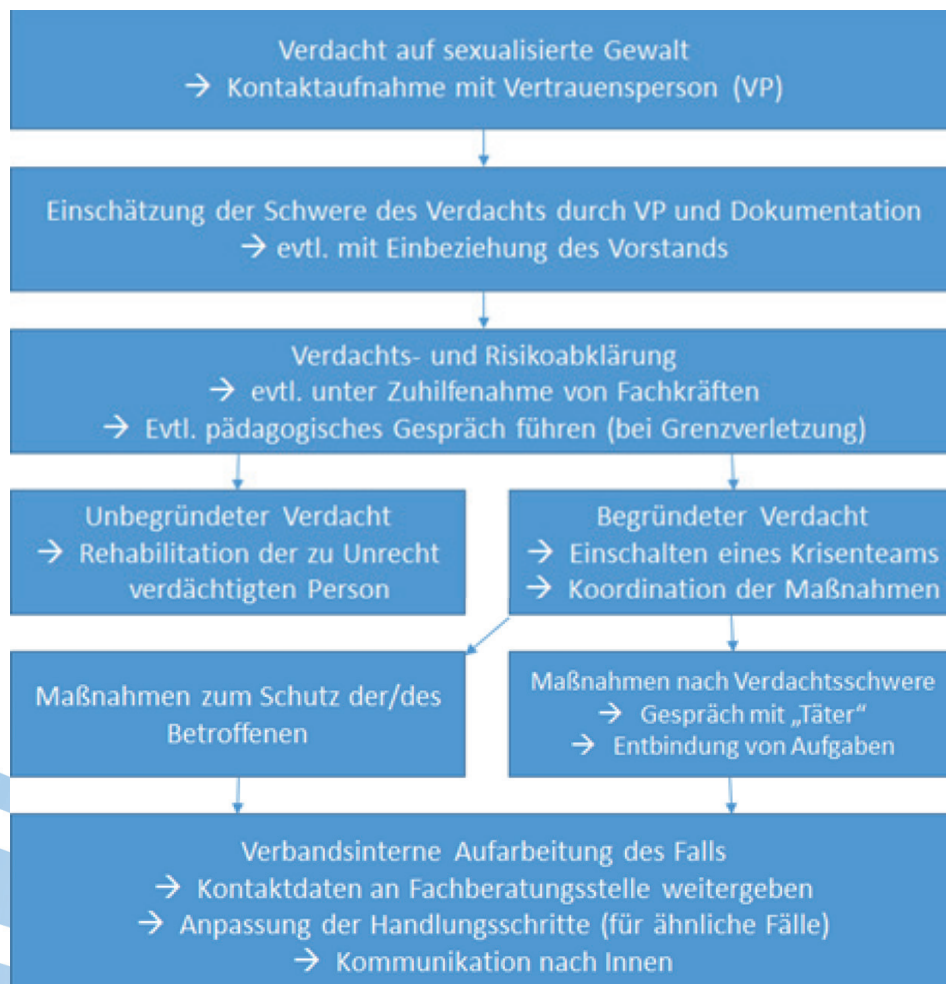 Verdacht auf sexualisierte Gewalt
→ Kontaktaufnahme mit Vertrauensperson (VP)
Einschätzung der Schwere des Verdachts durch VP und Dokumentation
→ evtl. mit Einbeziehung des Vorstands
Verdachts- und Risikoabklärung
→ evtl. unter Zuhilfenahme von Fachkräften
→ Evtl. pädagogisches Gespräch führen (bei Grenzverletzung)
Unbegründeter Verdacht
→ Rehabilitation der zu Unrecht
verdächtigten Person
Begründeter Verdacht
→ Einschalten eines Krisenteams
→ Koordination der Maßnahmen
Maßnahmen zum Schutz der/des
Betroffenen
Maßnahmen nach Verdachtsschwere
→ Gespräch mit „Täter“
→ Entbindung von Aufgaben
Verbandsinterne Aufarbeitung des Falls
→ Kontaktdaten an Fachberatungsstelle weitergeben
→ Anpassung der Handlungsschritte (für ähnliche Fälle)
→ Kommunikation nach Innen